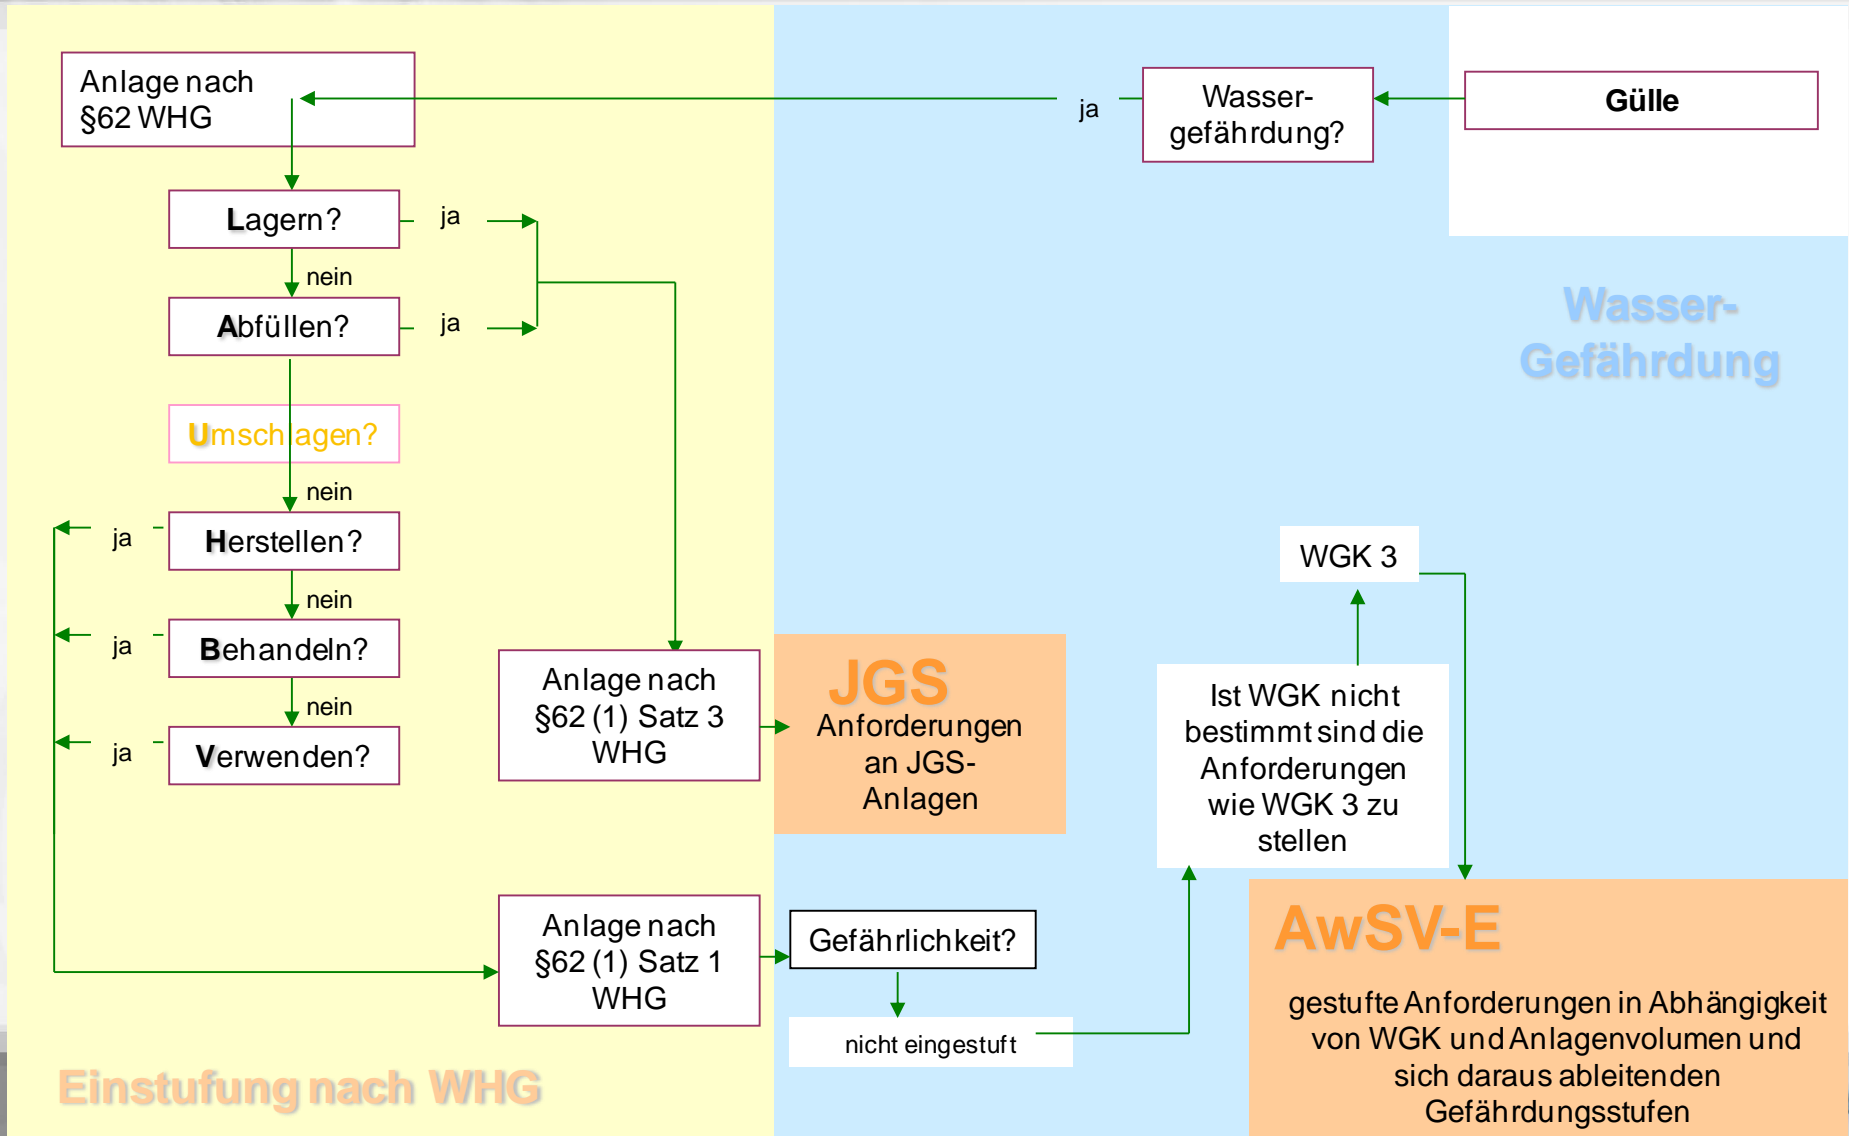 Anlage nach
§62 WHG
ja
Wasser-
gefährdung?
Gülle
Lagern?
ja
nein
Abfüllen?
ja
Umschlagen?
nein
Herstellen?
ja
nein
Behandeln?
ja
nein
Verwenden?
ja
Wasser-
Gefährdung
Anlage nach
§62 (1) Satz 3
WHG
JGS
Anforderungen
an JGS-
Anlagen
WGK 3
Ist WGK nicht
bestimmt sind die
Anforderungen
wie WGK 3 zu
stellen
Anlage nach
§62 (1) Satz 1
WHG
Gefährlichkeit?
nicht eingestuft
AwSV-E
gestufte Anforderungen in Abhängigkeit
von WGK und Anlagenvolumen und
sich daraus ableitenden
Gefährdungsstufen
Einstufung nach WHG